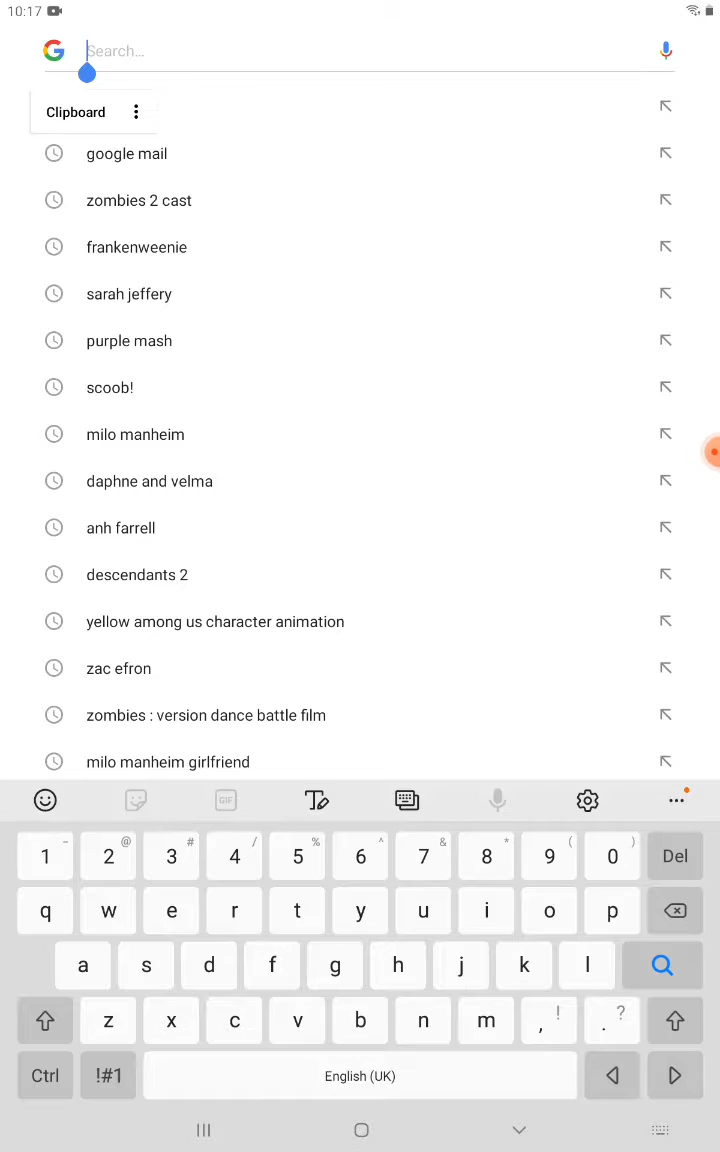 10:17
Search...
Clipboard
google mail
zombies 2 cast
frankenweenie
sarah jeffery
purple mash
scoob!
milo manheim
daphne and velma
anh farrell
descendants 2
yellow among us character animation
zac efron
zombies : version dance battle film
milo manheim girlfriend
GIF
1 - 2 @ 3 # 4 / 5 % 6 ^ 7 & 8 * 9 ( 0 ) Del
q w e r t y u i o p
a s d f g h j k l
z x c v b n m , ! . ?
Ctrl !#1 English (UK)